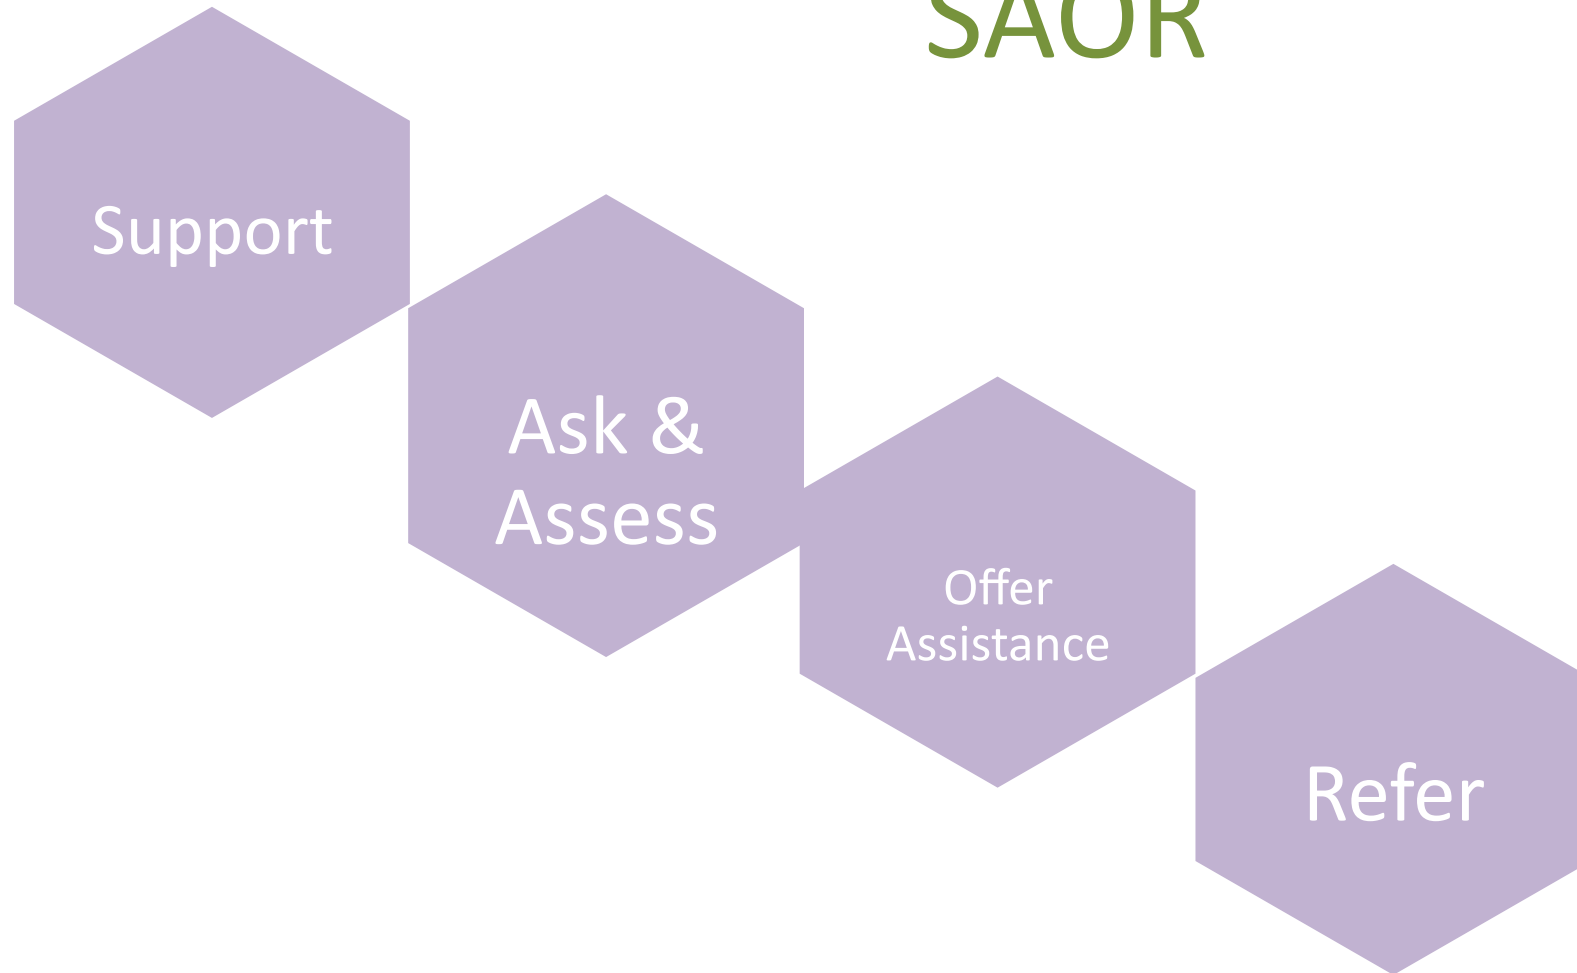 SAOR
Support
Ask &
Assess
Offer
Assistance
Refer